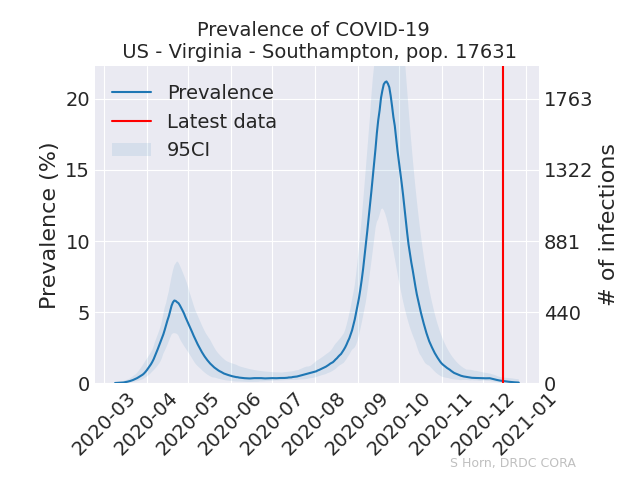 Prevalence of COVID-19
US - Virginia - Southampton, pop. 17631
Prevalence
Latest data
95CI
Prevalence (%)
20
15
10
5
0
1763
1322
881
440
0
# of infections
2020-03
2020-04
2020-05
2020-06
2020-07
2020-08
2020-09
2020-10
2020-11
2020-12
2021-01
S Horn, DRDC CORA